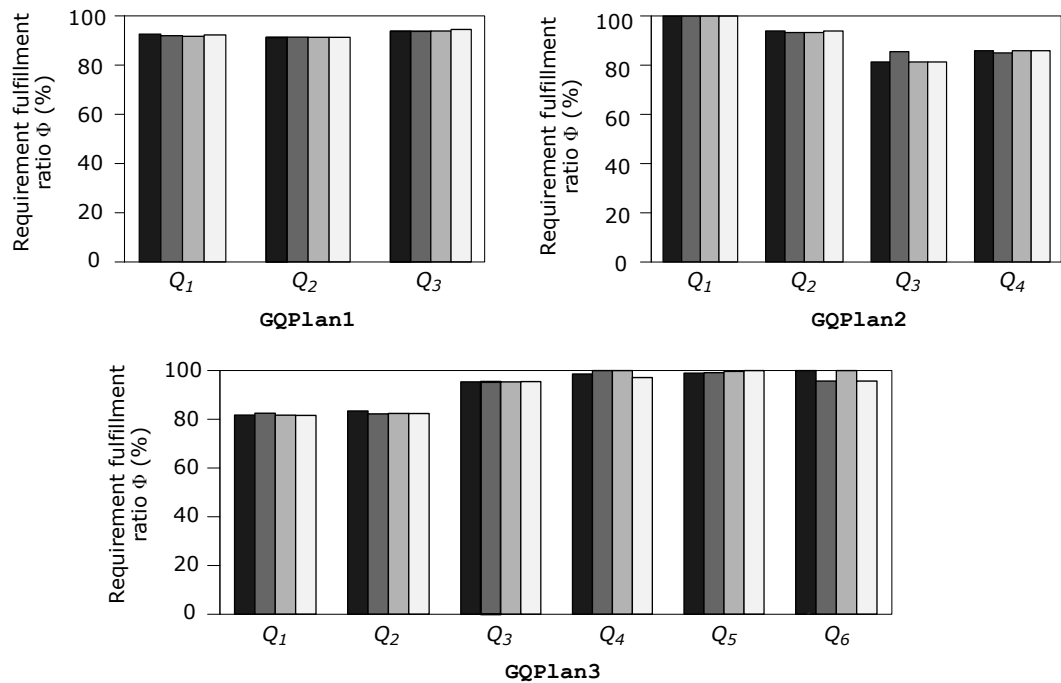 Requirement fulfillment
ratio Φ (%)
100
80
60
40
20
0
Q1
Q2
Q3
GQPlan1
Requirement fulfillment
ratio Φ (%)
100
80
60
40
20
0
Q1
Q2
Q3
Q4
GQPlan2
Requirement fulfillment
ratio Φ (%)
100
80
60
40
20
0
Q1
Q2
Q3
Q4
Q5
Q6
GQPlan3